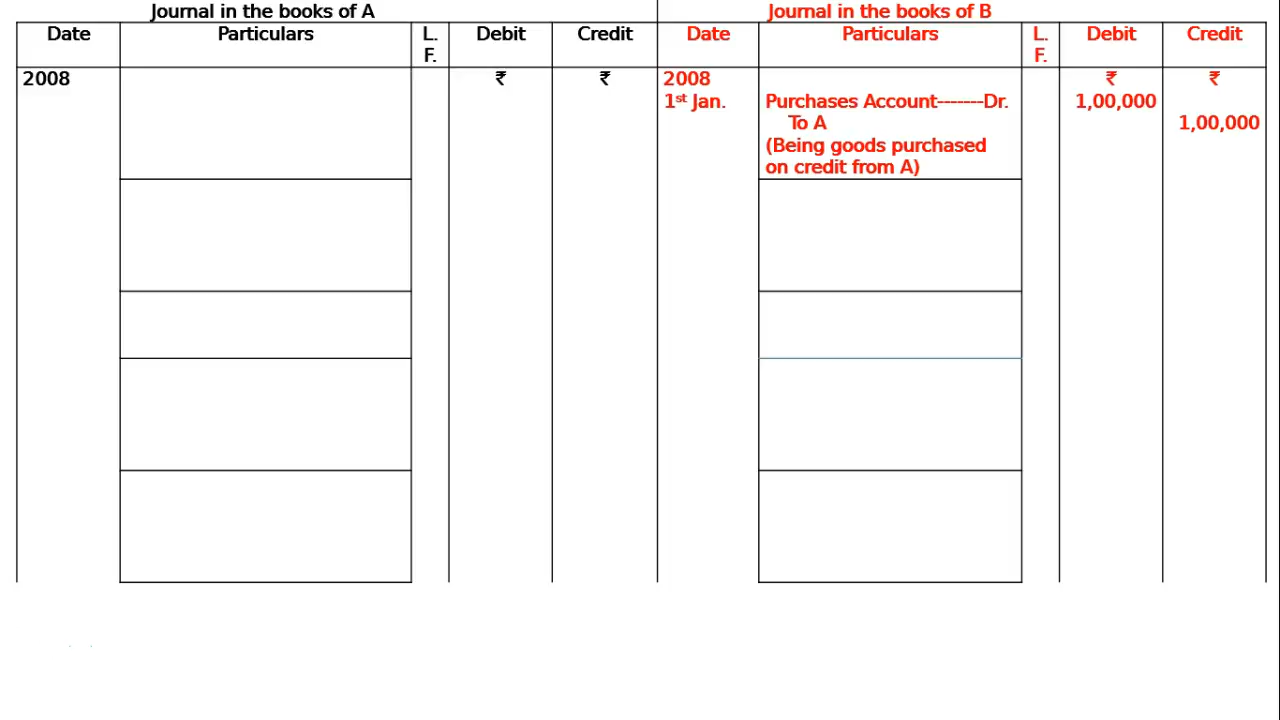 Journal in the books of A
Journal in the books of B
Date Particulars L. F. Debit Credit Date Particulars L. F. Debit Credit
2008 ₹ ₹ 2008 ₹ ₹
1st Jan. Purchases Account-------Dr. 1,00,000
To A 1,00,000
(Being goods purchased
on credit from A)